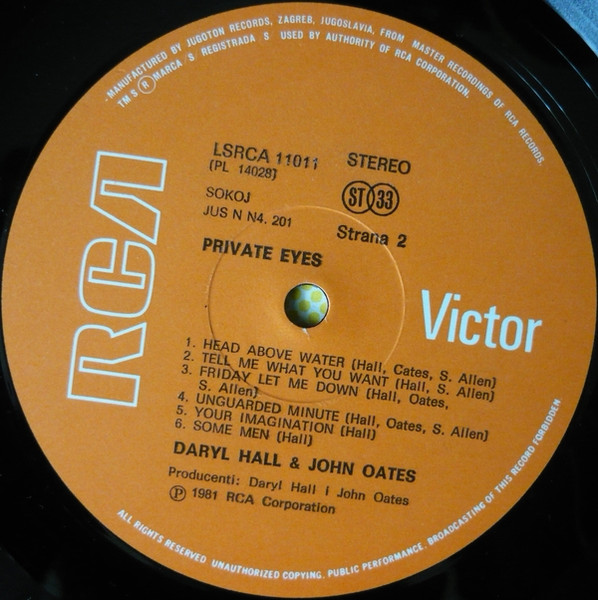 MANUFACTURED BY JUGOTON RECORDS, ZAGREB, JUGOSLAVIA, FROM MASTER RECORDINGS OF RCA RECORDS.
TM S ® MARCA S REGISTRADA S USED BY AUTHORITY OF RCA CORPORATION.
RCA
LSRCA 11011 STEREO
(PL 14028)
SOKOJ
ST 33
JUS N N4. 201
Strana 2
PRIVATE EYES
Victor
1. HEAD ABOVE WATER (Hall, Cates, S. Allen)
2. TELL ME WHAT YOU WANT (Hall, S. Allen)
3. FRIDAY LET ME DOWN (Hall, Oates,
S. Allen)
4. UNGUARDED MINUTE (Hall, Oates, S. Allen)
5. YOUR IMAGINATION (Hall)
6. SOME MEN (Hall)
DARYL HALL & JOHN OATES
Producenti: Daryl Hall i John Oates
℗ 1981 RCA Corporation
ALL RIGHTS RESERVED UNAUTHORIZED COPYING. PUBLIC PERFORMANCE. BROADCASTING OF THIS RECORD FORBIDDEN